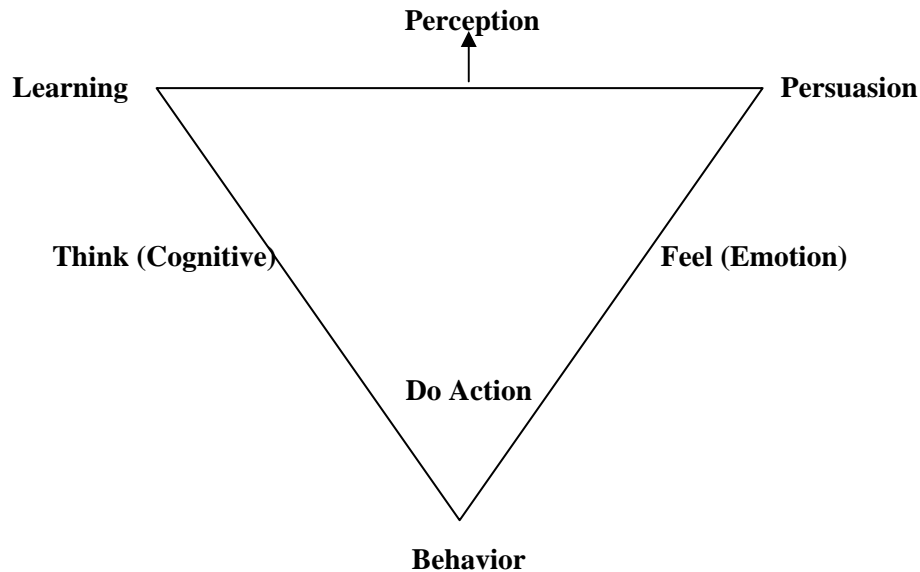 Perception
Learning
Persuasion
Think (Cognitive)
Feel (Emotion)
Do Action
Behavior